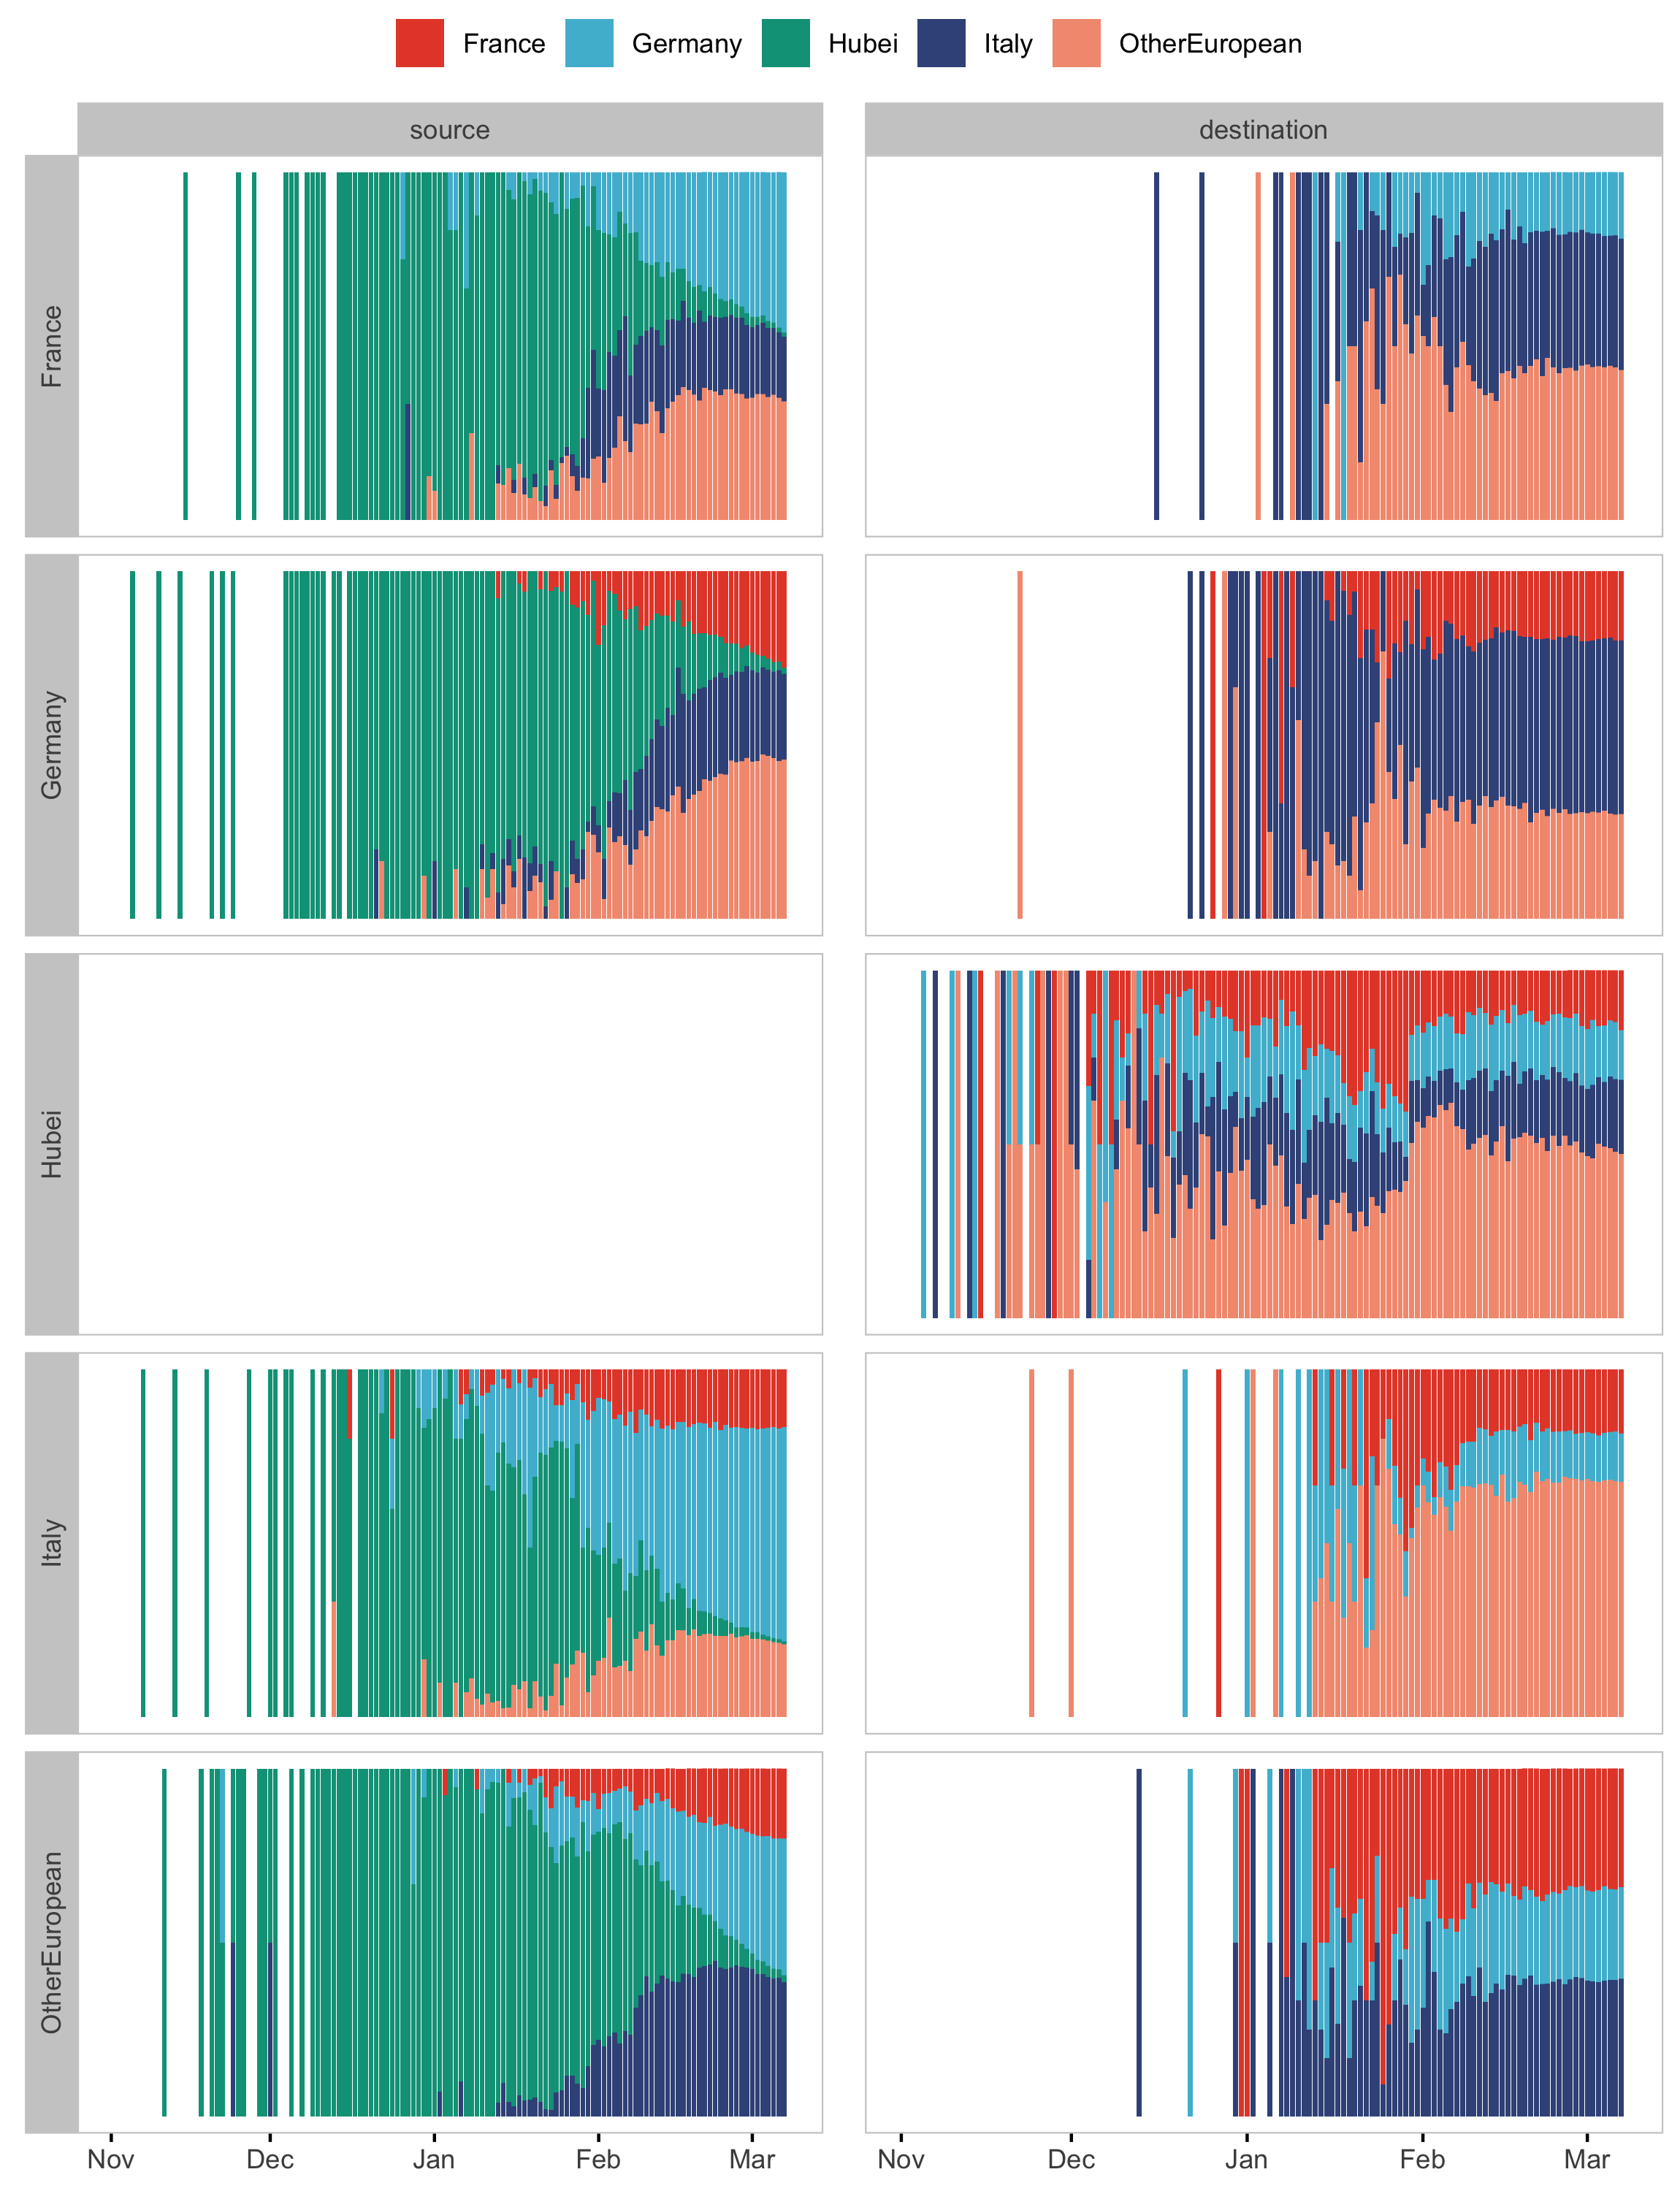 France Germany Hubei Italy OtherEuropean
source destination
France
Germany
Hubei
Italy
OtherEuropean
Nov Dec Jan Feb Mar Nov Dec Jan Feb Mar